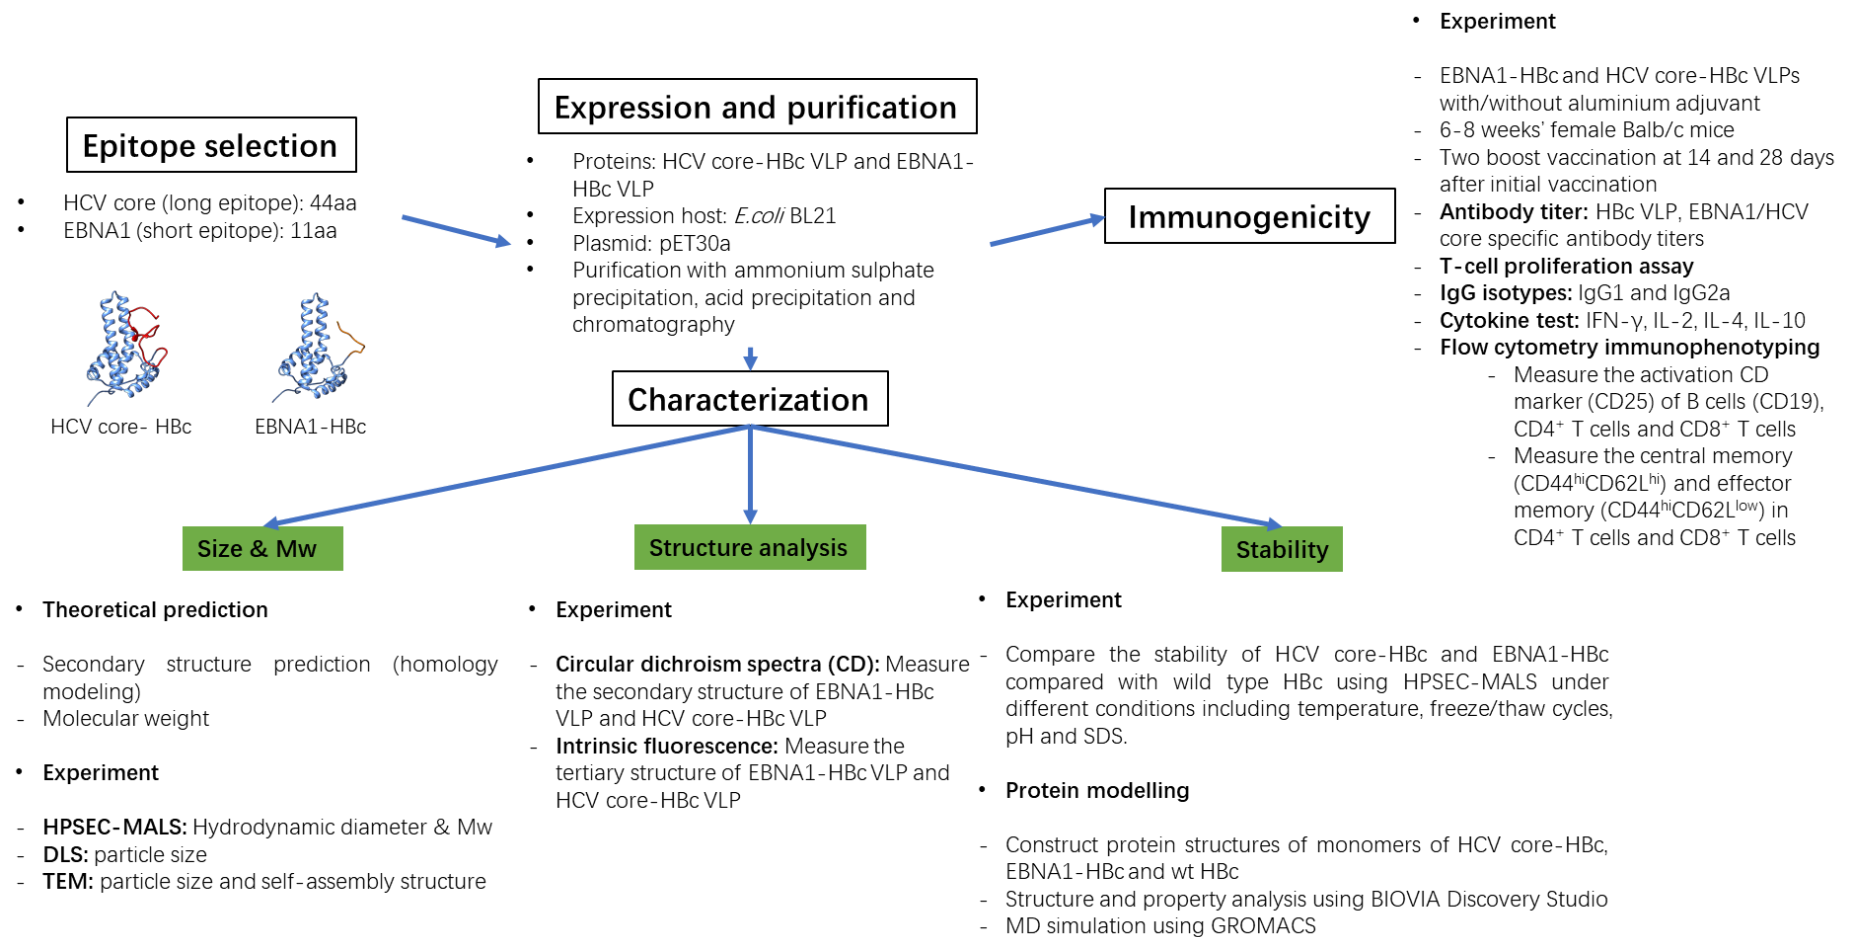 Epitope selection
• HCV core (long epitope): 44aa
• EBNA1 (short epitope): 11aa
HCV core- HBc
EBNA1-HBc
Expression and purification
• Proteins: HCV core-HBc VLP and EBNA1-
HBc VLP
• Expression host: E.coli BL21
• Plasmid: pET30a
• Purification with ammonium sulphate
precipitation, acid precipitation and
chromatography
Immunogenicity
• Experiment
- EBNA1-HBc and HCV core-HBc VLPs
with/without aluminium adjuvant
- 6-8 weeks’ female Balb/c mice
- Two boost vaccination at 14 and 28 days
after initial vaccination
- Antibody titer: HBc VLP, EBNA1/HCV
core specific antibody titers
- T-cell proliferation assay
- IgG isotypes: IgG1 and IgG2a
- Cytokine test: IFN-γ, IL-2, IL-4, IL-10
- Flow cytometry immunophenotyping
- Measure the activation CD
marker (CD25) of B cells (CD19),
CD4⁺ T cells and CD8⁺ T cells
- Measure the central memory
(CD44ʰⁱCD62Lʰⁱ) and effector
memory (CD44ʰⁱCD62Lˡᵒʷ) in
CD4⁺ T cells and CD8⁺ T cells
Characterization
Size & Mw
• Theoretical prediction
- Secondary structure prediction (homology
modeling)
- Molecular weight
• Experiment
- HPSEC-MALS: Hydrodynamic diameter & Mw
- DLS: particle size
- TEM: particle size and self-assembly structure
Structure analysis
• Experiment
- Circular dichroism spectra (CD): Measure
the secondary structure of EBNA1-HBc
VLP and HCV core-HBc VLP
- Intrinsic fluorescence: Measure the
tertiary structure of EBNA1-HBc VLP and
HCV core-HBc VLP
Stability
• Experiment
- Compare the stability of HCV core-HBc and EBNA1-HBc
compared with wild type HBc using HPSEC-MALS under
different conditions including temperature, freeze/thaw cycles,
pH and SDS.
• Protein modelling
- Construct protein structures of monomers of HCV core-HBc,
EBNA1-HBc and wt HBc
- Structure and property analysis using BIOVIA Discovery Studio
- MD simulation using GROMACS